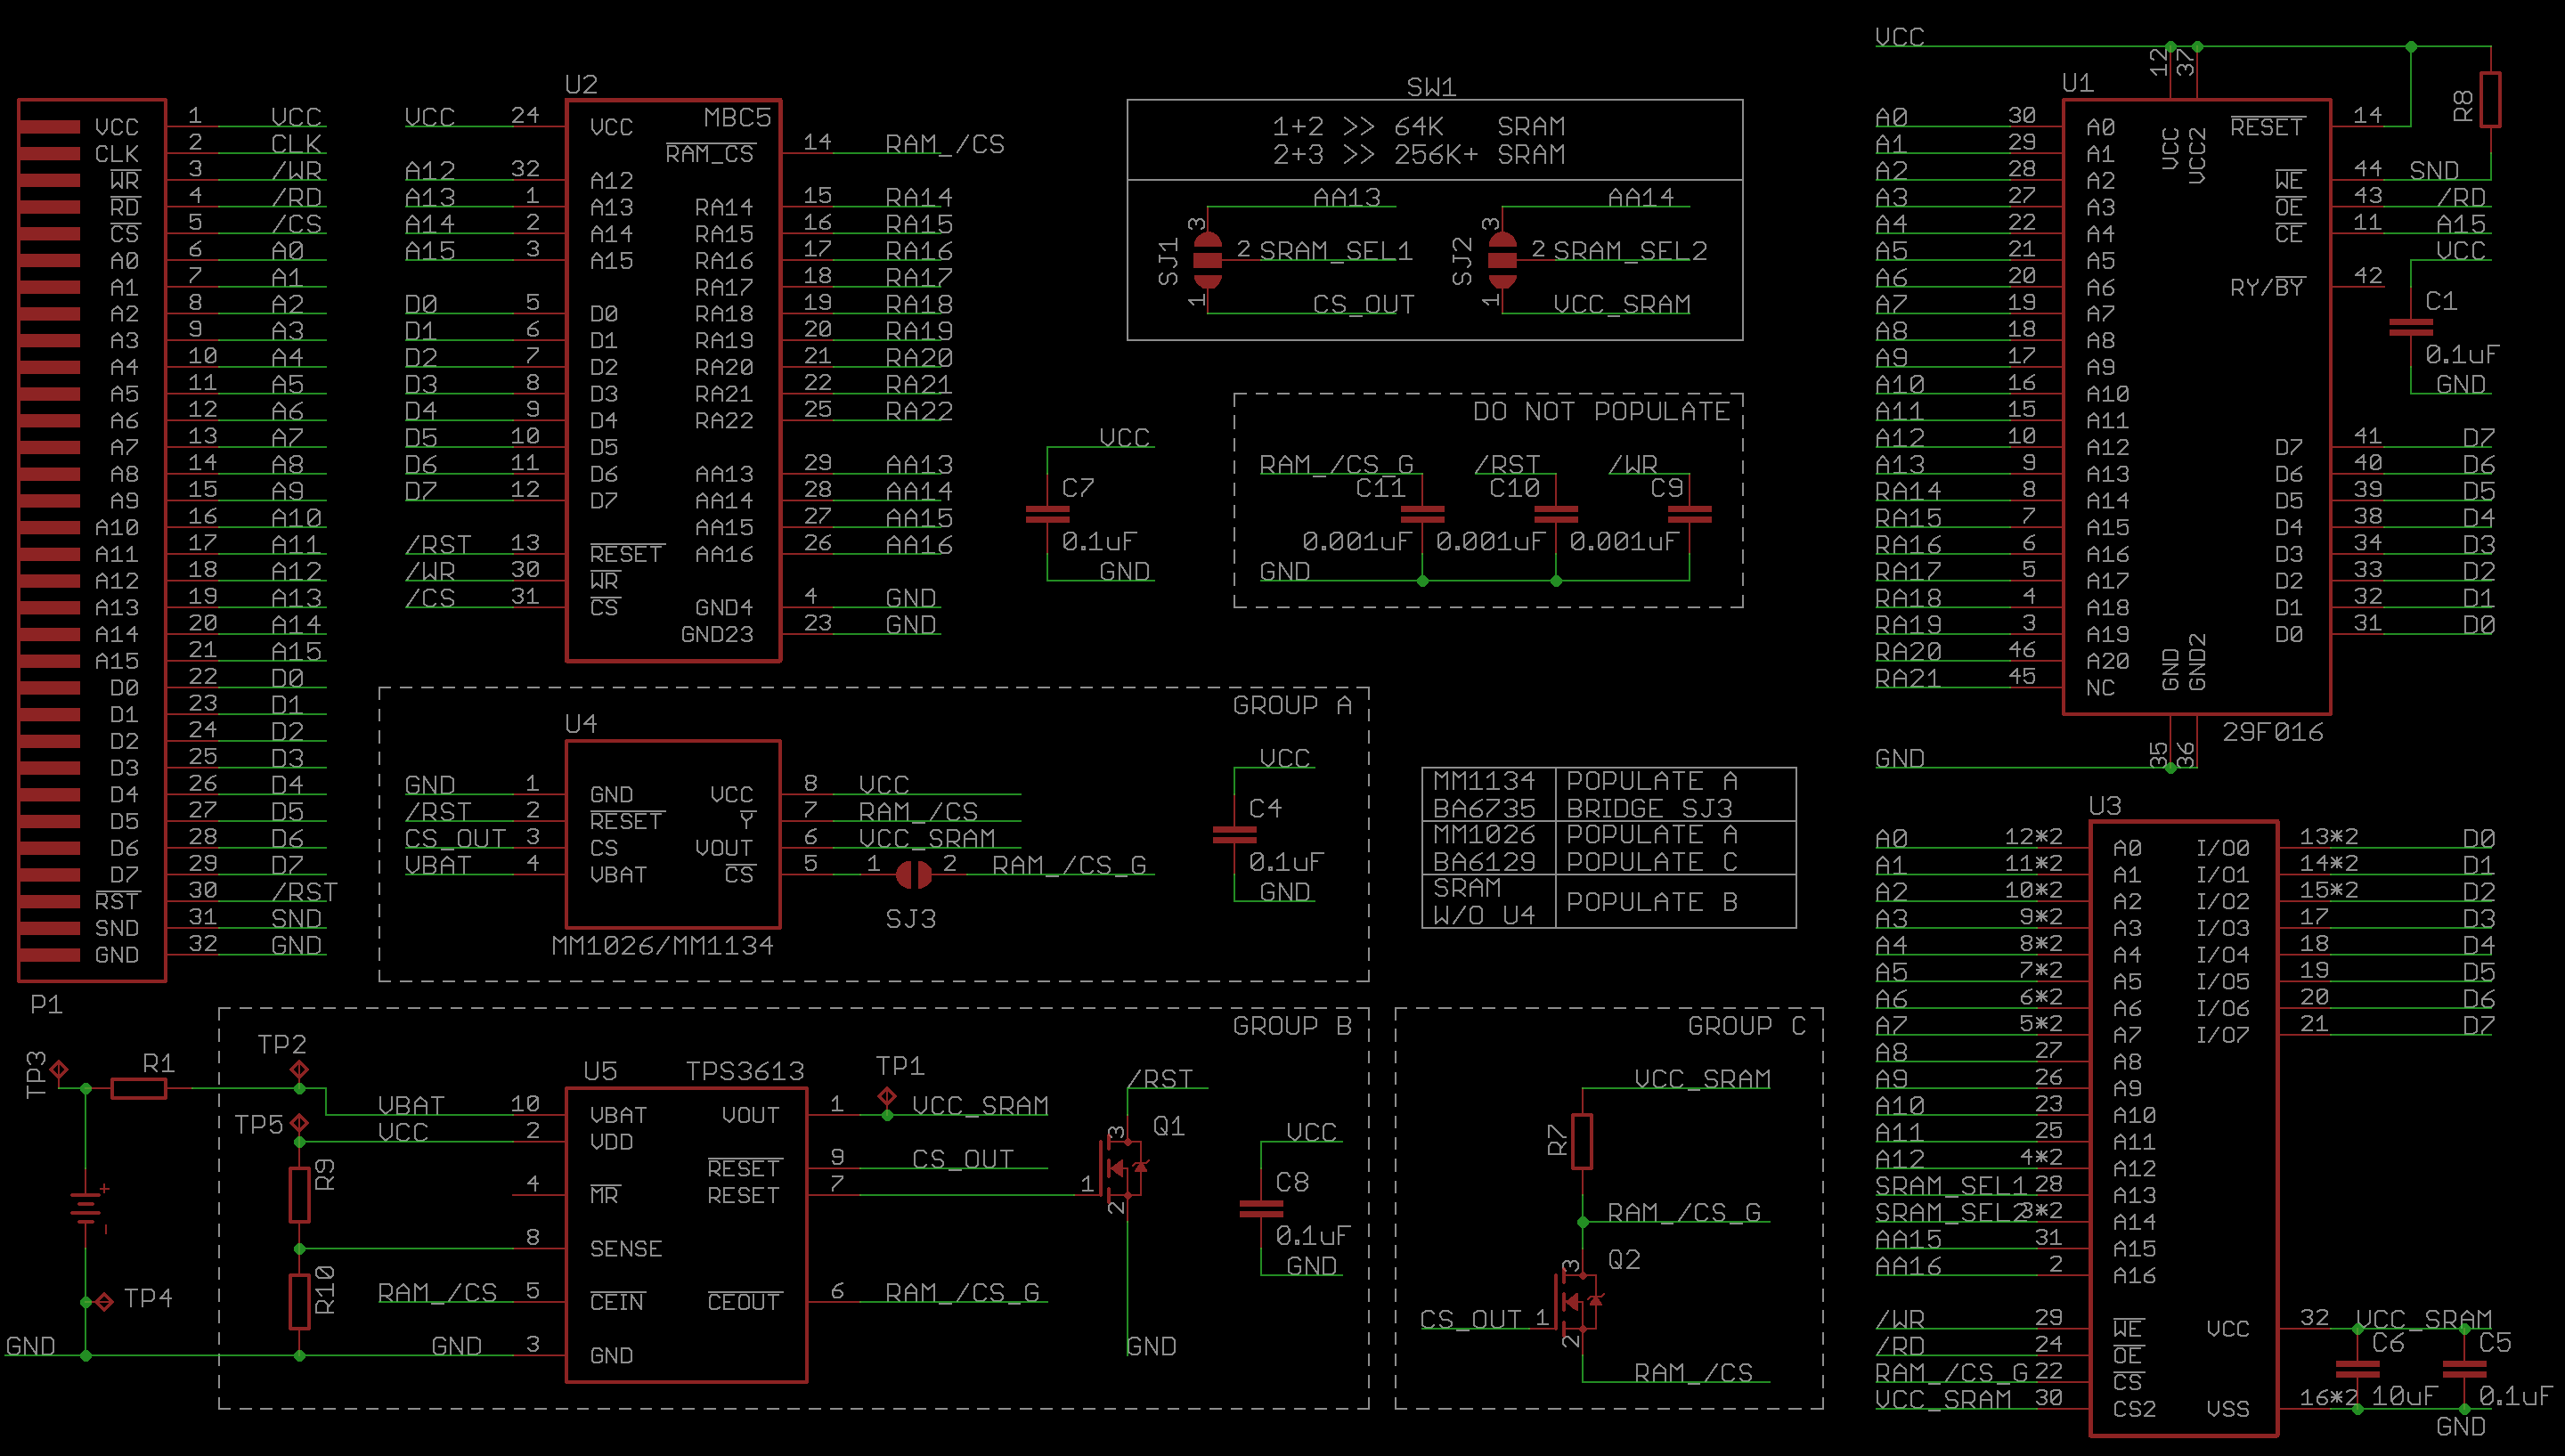 P1
VCC 1 VCC
CLK 2 CLK
WR 3 /WR
RD 4 /RD
CS 5 /CS
A0 6 A0
A1 7 A1
A2 8 A2
A3 9 A3
A4 10 A4
A5 11 A5
A6 12 A6
A7 13 A7
A8 14 A8
A9 15 A9
A10 16 A10
A11 17 A11
A12 18 A12
A13 19 A13
A14 20 A14
A15 21 A15
D0 22 D0
D1 23 D1
D2 24 D2
D3 25 D3
D4 26 D4
D5 27 D5
D6 28 D6
D7 29 D7
RST 30 /RST
SND 31 SND
GND 32 GND
U2
MBC5
VCC 24 VCC
A12 32 A12
A13 1 A13
A14 2 A14
A15 3 A15
D0 5 D0
D1 6 D1
D2 7 D2
D3 8 D3
D4 9 D4
D5 10 D5
D6 11 D6
D7 12 D7
/RST 13 RESET
/WR 30 WR
/CS 31 CS
RAM_CS 14 RAM_/CS
RA14 15 RA14
RA15 16 RA15
RA16 17 RA16
RA17 18 RA17
RA18 19 RA18
RA19 20 RA19
RA20 21 RA20
RA21 22 RA21
RA22 25 RA22
AA13 29 AA13
AA14 28 AA14
AA15 27 AA15
AA16 26 AA16
GND4 4 GND
GND23 23 GND
SW1
1+2 >> 64K SRAM
2+3 >> 256K+ SRAM
SJ1
3 AA13
2 SRAM_SEL1
1 CS_OUT
SJ2
3 AA14
2 SRAM_SEL2
1 VCC_SRAM
VCC
C7
0.1uF
GND
DO NOT POPULATE
RAM_/CS_G /RST /WR
C11 C10 C9
0.001uF 0.001uF 0.001uF
GND
U1
VCC
12 37
VCC VCC2
A0 30 A0
A1 29 A1
A2 28 A2
A3 27 A3
A4 22 A4
A5 21 A5
A6 20 A6
A7 19 A7
A8 18 A8
A9 17 A9
A10 16 A10
A11 15 A11
A12 10 A12
A13 9 A13
RA14 8 A14
RA15 7 A15
RA16 6 A16
RA17 5 A17
RA18 4 A18
RA19 3 A19
RA20 46 A20
RA21 45 NC
RESET 14
R8
WE 44 SND
OE 43 /RD
CE 11 A15
RY/BY 42
VCC
C1
0.1uF
GND
D7 41 D7
D6 40 D6
D5 39 D5
D4 38 D4
D3 34 D3
D2 33 D2
D1 32 D1
D0 31 D0
GND GND2
35 36
GND
29F016
GROUP A
U4
GND 1 GND
/RST 2 RESET
CS_OUT 3 CS
VBAT 4 VBAT
VCC 8 VCC
Y 7 RAM_/CS
VOUT 6 VCC_SRAM
CS 5 1 2 RAM_/CS_G
SJ3
MM1026/MM1134
VCC
C4
0.1uF
GND
MM1134 POPULATE A
BA6735 BRIDGE SJ3
MM1026 POPULATE A
BA6129 POPULATE C
SRAM
W/O U4 POPULATE B
GROUP B
TP3
R1
TP2
TP5
R9
R10
TP4
GND
U5
TPS3613
VBAT 10 VBAT
VCC 2 VDD
4 MR
8 SENSE
RAM_/CS 5 CEIN
GND 3 GND
TP1
VOUT 1 VCC_SRAM
RESET 9 CS_OUT
RESET 7
CEOUT 6 RAM_/CS_G
/RST
Q1
3
1
2
GND
VCC
C8
0.1uF
GND
GROUP C
VCC_SRAM
R7
RAM_/CS_G
Q2
3
CS_OUT 1
2
RAM_/CS
U3
A0 12*2 A0
A1 11*2 A1
A2 10*2 A2
A3 9*2 A3
A4 8*2 A4
A5 7*2 A5
A6 6*2 A6
A7 5*2 A7
A8 27 A8
A9 26 A9
A10 23 A10
A11 25 A11
A12 4*2 A12
SRAM_SEL1 28 A13
SRAM_SEL2 3*2 A14
AA15 31 A15
AA16 2 A16
/WR 29 WE
/RD 24 OE
RAM_/CS_G 22 CS
VCC_SRAM 30 CS2
I/O0 13*2 D0
I/O1 14*2 D1
I/O2 15*2 D2
I/O3 17 D3
I/O4 18 D4
I/O5 19 D5
I/O6 20 D6
I/O7 21 D7
VCC 32 VCC_SRAM
C6 C5
VSS 16*2 10uF 0.1uF
GND